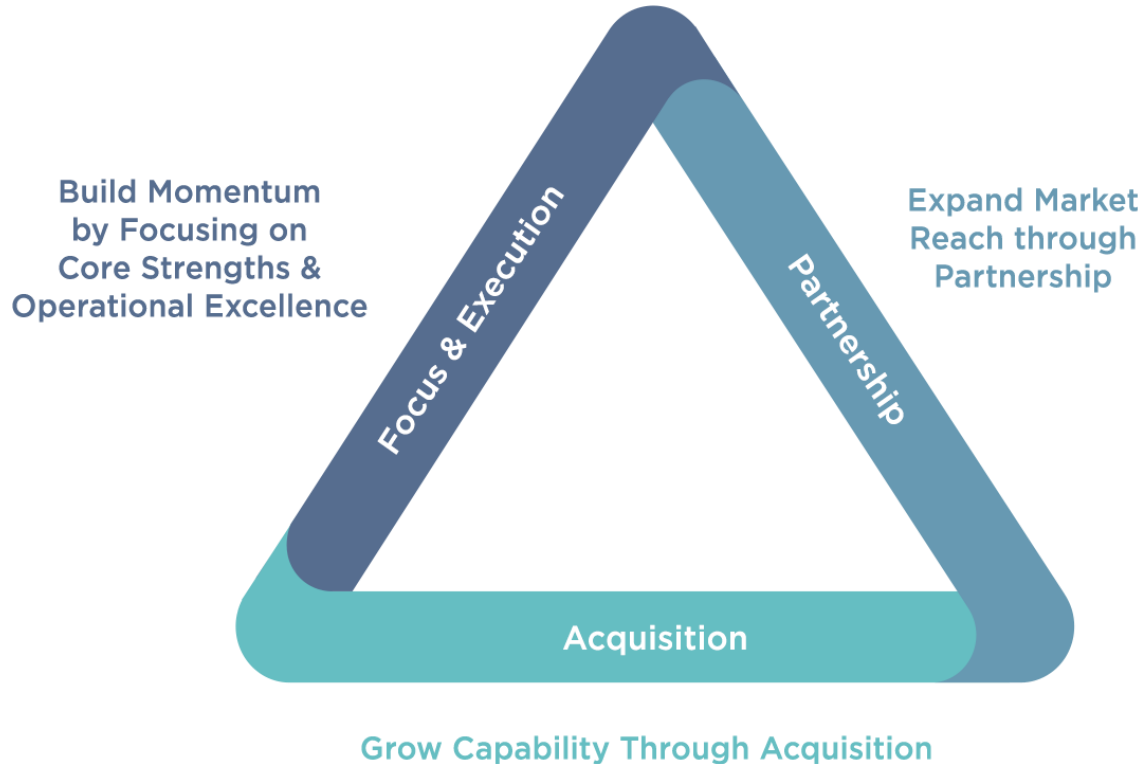 Build Momentum
by Focusing on
Core Strengths &
Operational Excellence
Focus & Execution
Partnership
Expand Market
Reach through
Partnership
Acquisition
Grow Capability Through Acquisition